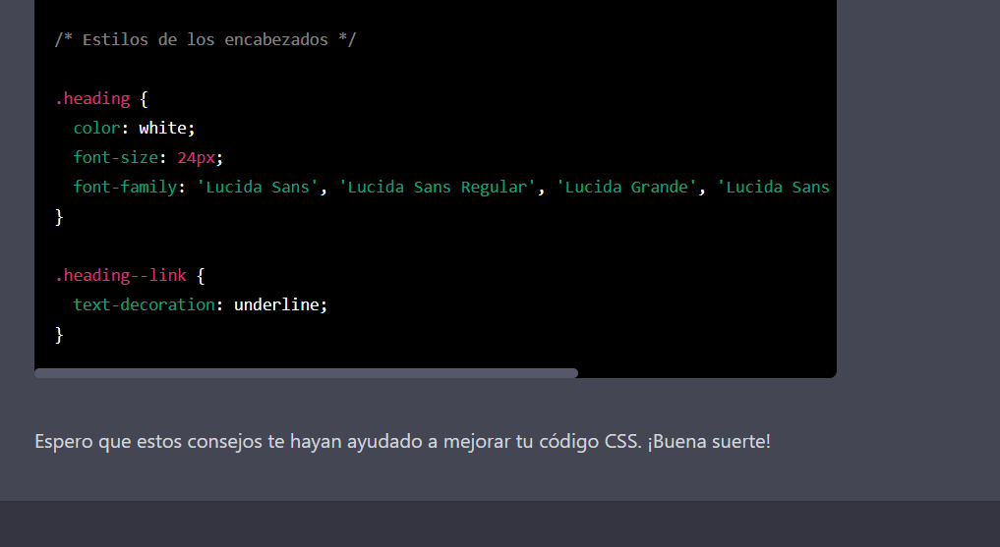 /* Estilos de los encabezados */
.heading {
color: white;
font-size: 24px;
font-family: 'Lucida Sans', 'Lucida Sans Regular', 'Lucida Grande', 'Lucida Sans
}
.heading--link {
text-decoration: underline;
}
Espero que estos consejos te hayan ayudado a mejorar tu código CSS. ¡Buena suerte!